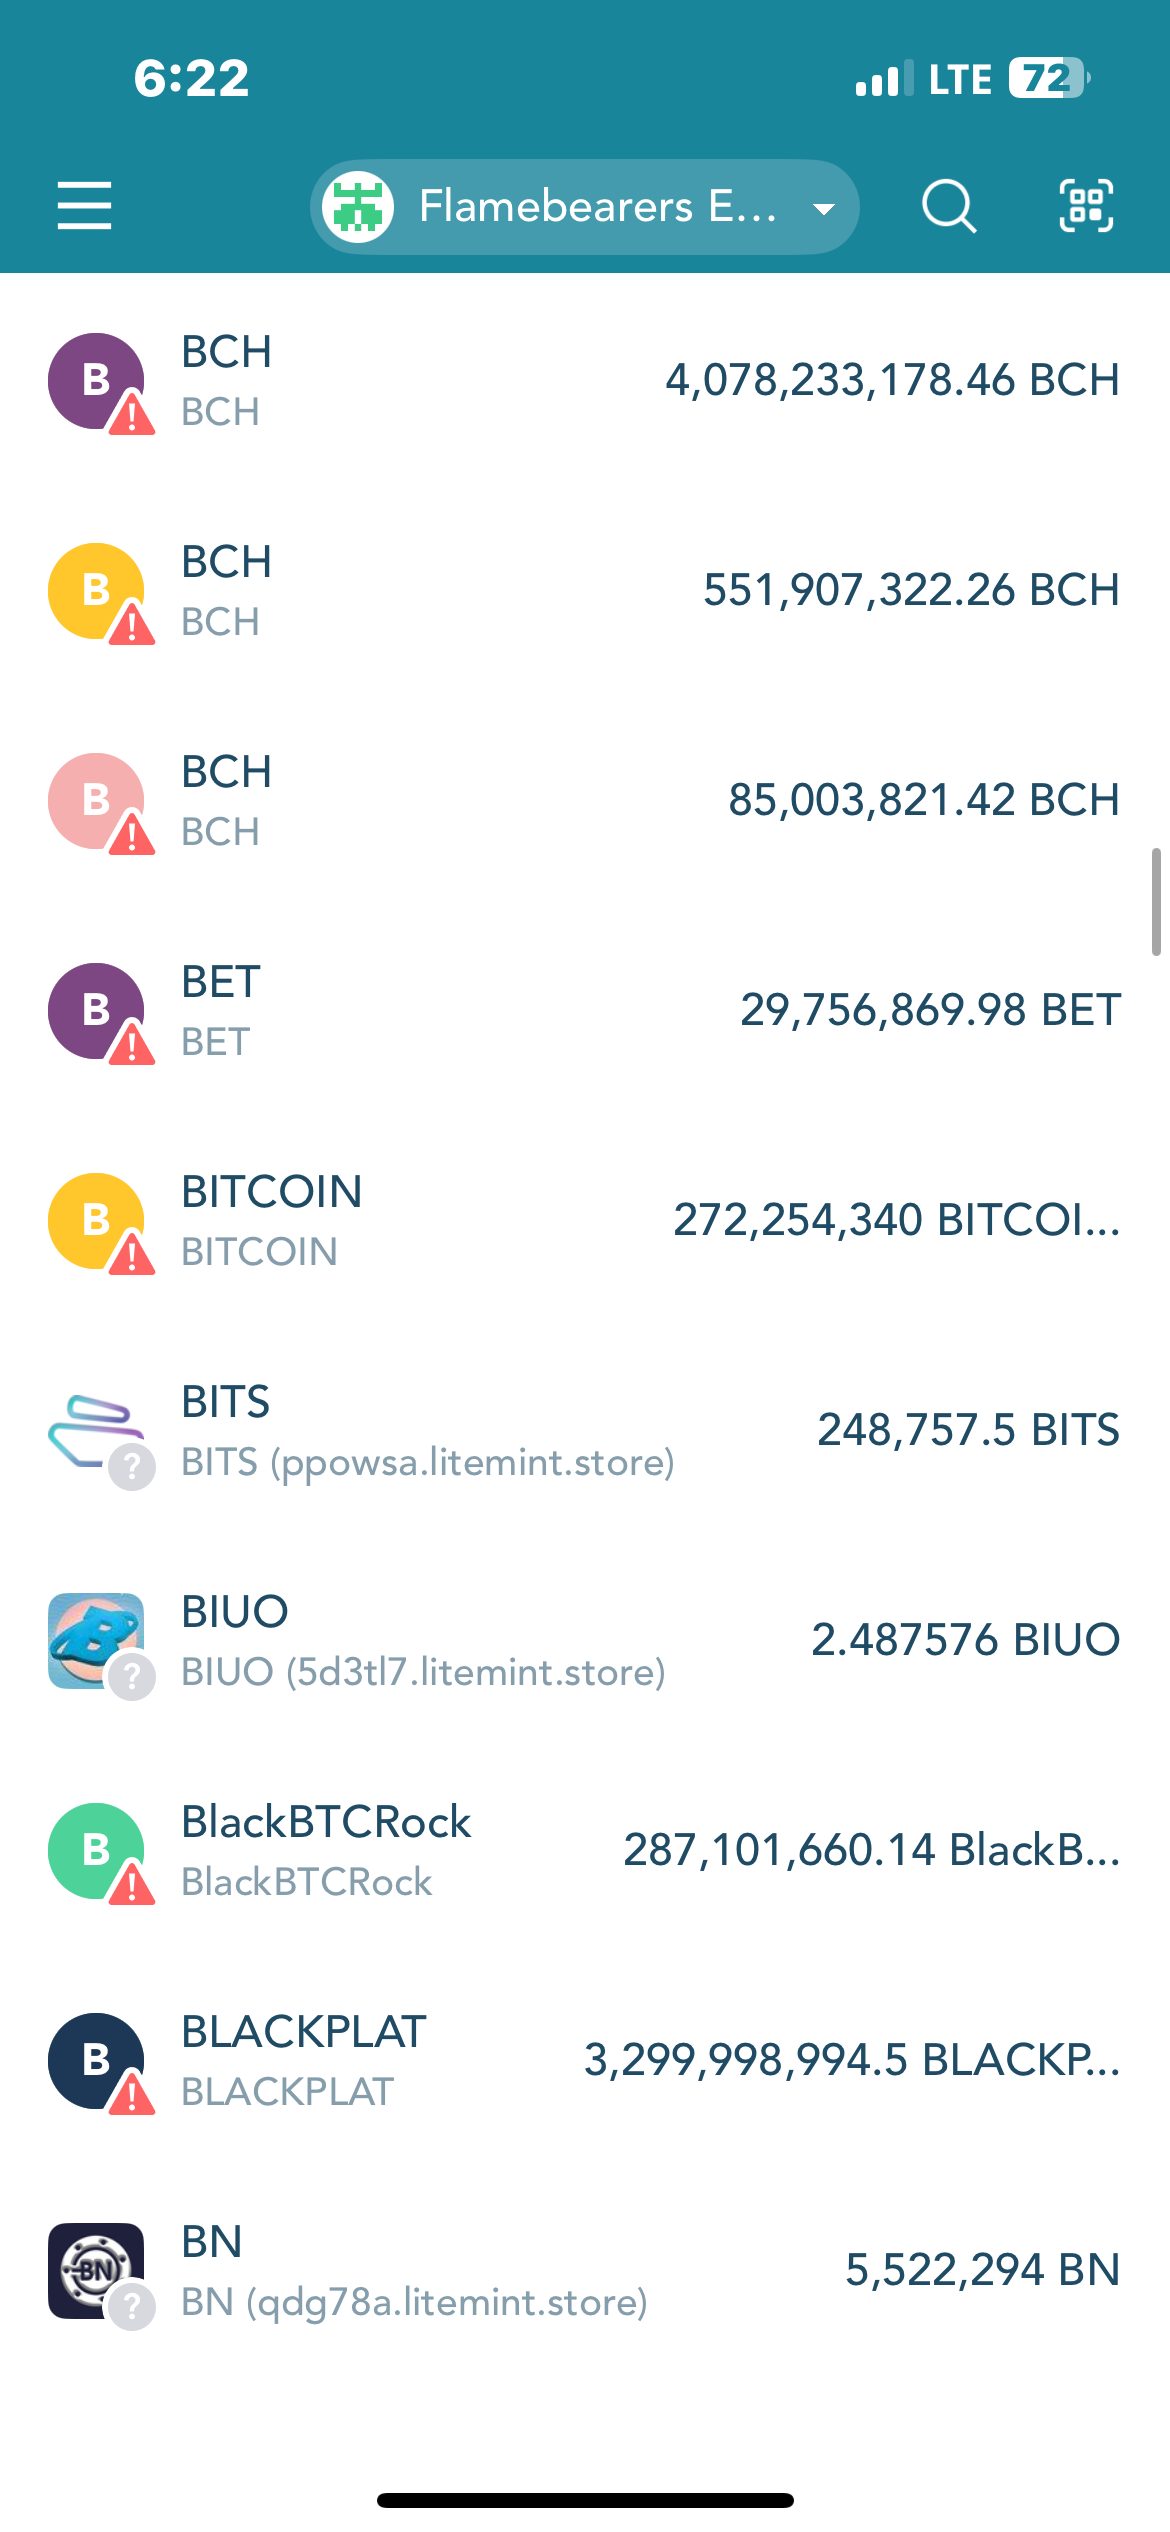 6:22
LTE 72
Flamebearers E...
B
BCH
BCH
4,078,233,178.46 BCH
B
BCH
BCH
551,907,322.26 BCH
B
BCH
BCH
85,003,821.42 BCH
B
BET
BET
29,756,869.98 BET
B
BITCOIN
BITCOIN
272,254,340 BITCOI...
BITS
BITS (ppowsa.litemint.store)
248,757.5 BITS
?
B
BIUO
BIUO (5d3tl7.litemint.store)
2.487576 BIUO
?
B
BlackBTCRock
BlackBTCRock
287,101,660.14 BlackB...
B
BLACKPLAT
BLACKPLAT
3,299,998,994.5 BLACKP...
BN
BN
BN (qdg78a.litemint.store)
5,522,294 BN
?